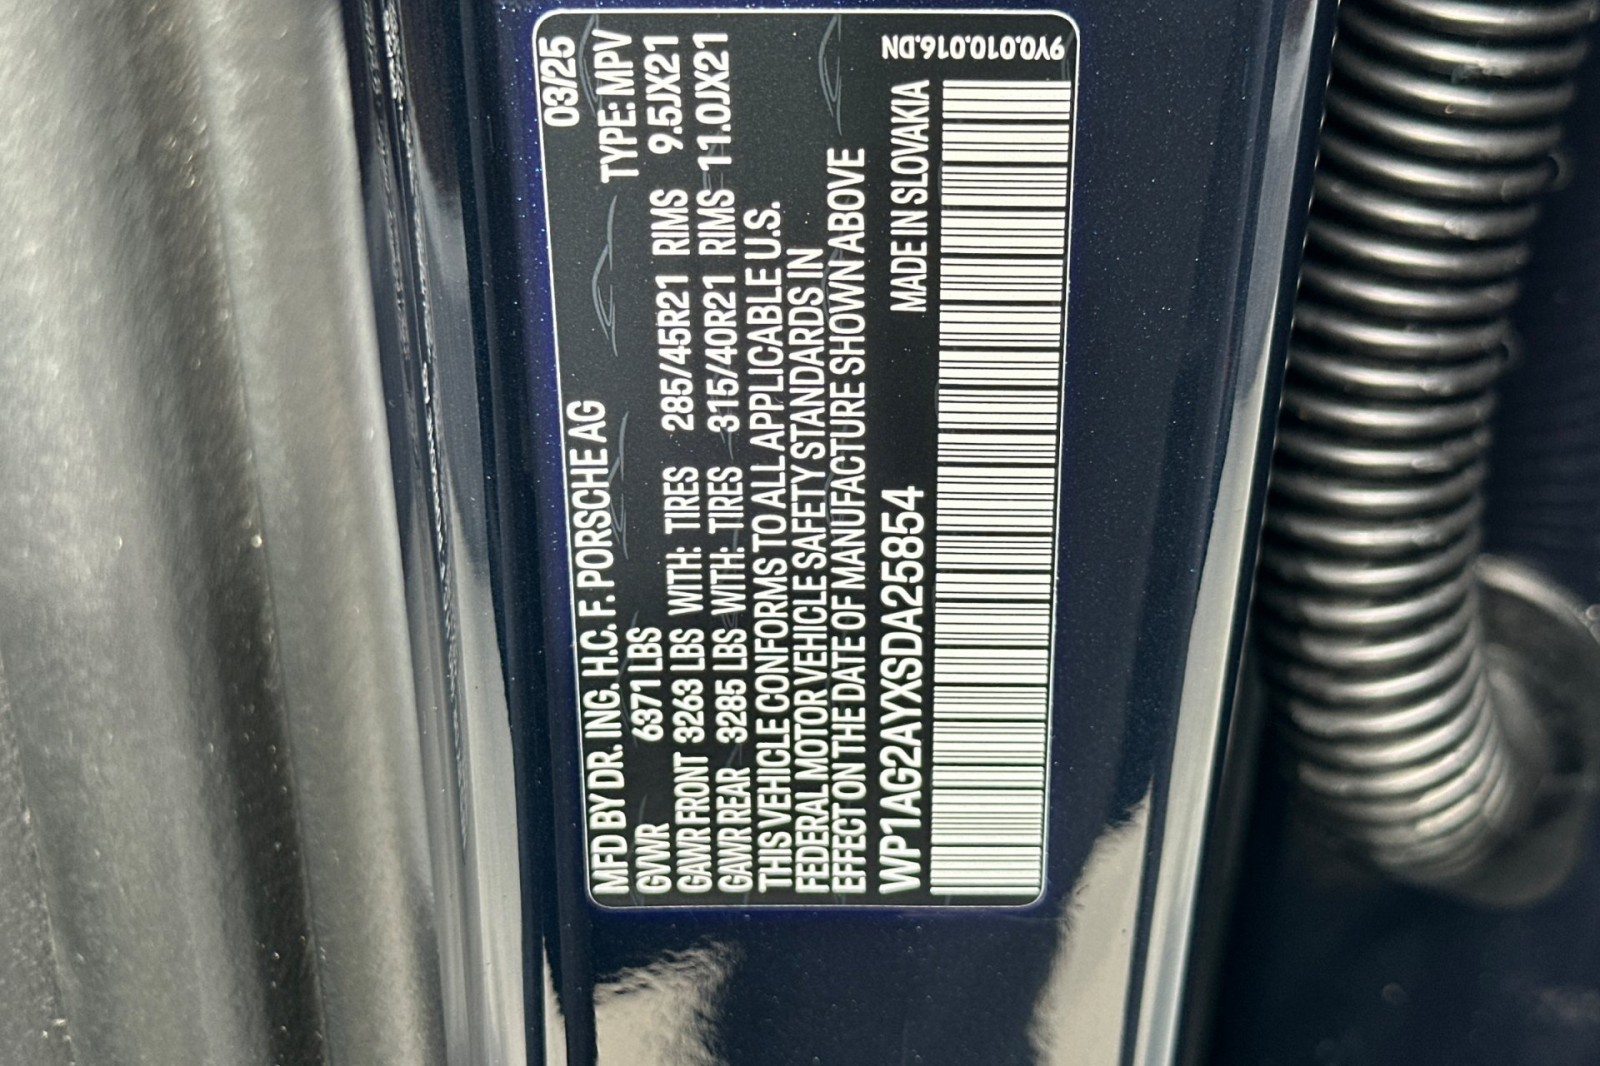 03/25
MFD BY DR. ING. H.C. F. PORSCHE AG TYPE: MPV
GVWR 6371 LBS
GAWR FRONT 3263 LBS WITH: TIRES 285/45R21 RIMS 9.5JX21
GAWR REAR 3285 LBS WITH: TIRES 315/40R21 RIMS 11.0JX21
THIS VEHICLE CONFORMS TO ALL APPLICABLE U.S.
FEDERAL MOTOR VEHICLE SAFETY STANDARDS IN
EFFECT ON THE DATE OF MANUFACTURE SHOWN ABOVE
WP1AG2AYXSDA25854 MADE IN SLOVAKIA
9Y0.010.016.DN